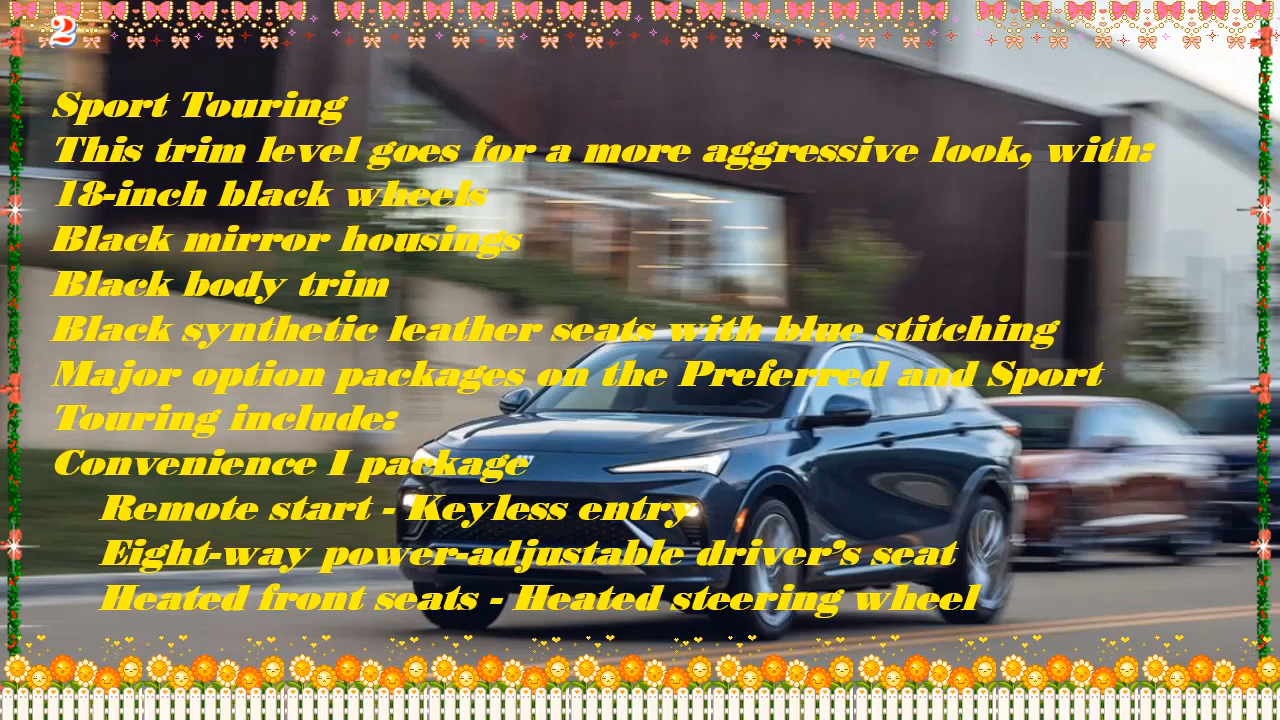 2
Sport Touring
This trim level goes for a more aggressive look, with:
18-inch black wheels
Black mirror housings
Black body trim
Black synthetic leather seats with blue stitching
Major option packages on the Preferred and Sport
Touring include:
Convenience I package
Remote start - Keyless entry
Eight-way power-adjustable driver’s seat
Heated front seats - Heated steering wheel